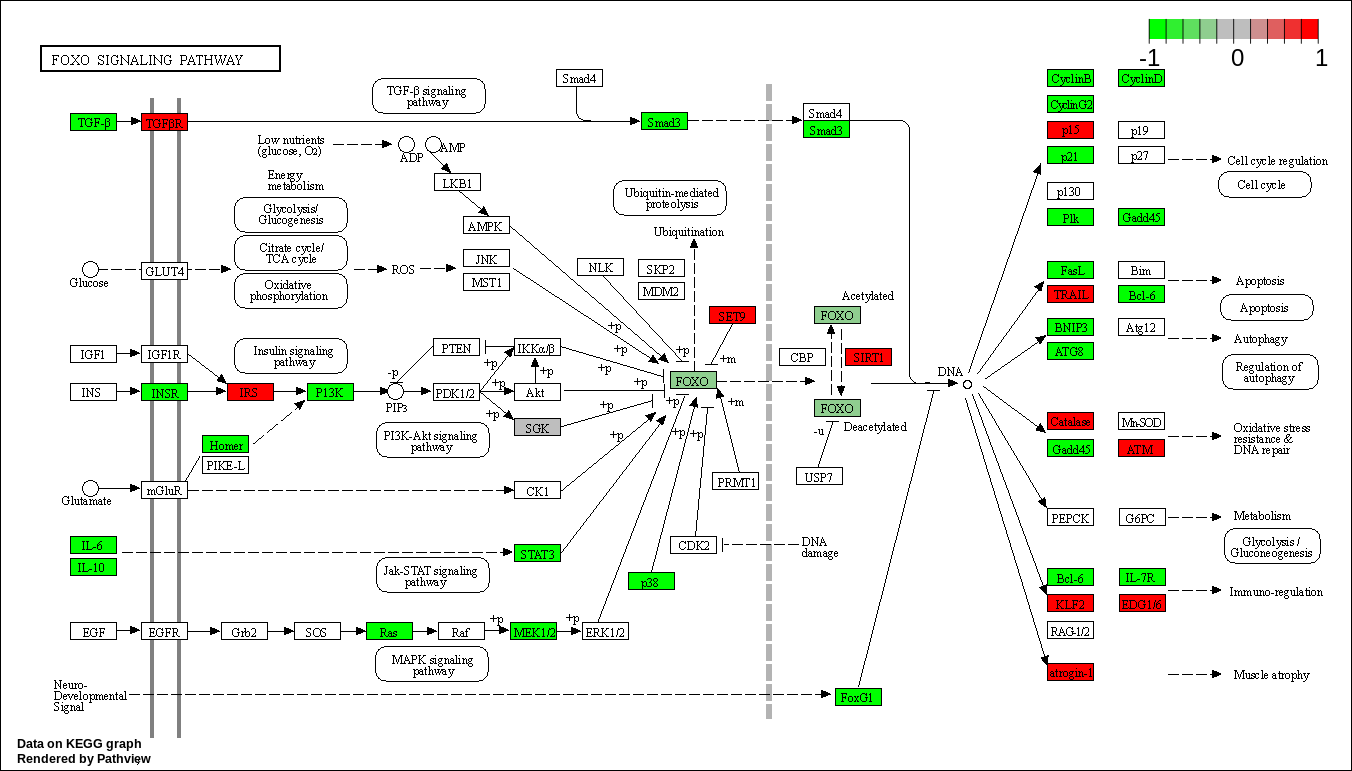 FOXO SIGNALING PATHWAY
-1 0 1
TGF-β signaling
pathway
Smad4
CyclinB CyclinD
CyclinG2
TGF-β TGFβR
Smad3
Smad4
Smad3
p15 p19
p21 p27
Low nutrients
(glucose, O2)
ADP AMP
LKB1
Cell cycle regulation
Cell cycle
Energy
metabolism
p130
Glycolysis/
Glucogenesis
Ubiquitin-mediated
proteolysis
Plk Gadd45
AMPK
Ubiquitination
Citrate cycle/
TCA cycle
GLUT4
Glucose
ROS
JNK
MST1
NLK
SKP2
MDM2
FasL Bim
TRAIL Bcl-6
Apoptosis
Apoptosis
Oxidative
phosphorylation
Acetylated
SET9
FOXO
+p
BNIP3 Atg12
ATG8
Autophagy
Regulation of
autophagy
IGF1 IGF1R
Insulin signaling
pathway
PTEN IKKα/β
+p
+p
+m
CBP SIRT1
INS INSR IRS P13K
-p
PIP3
PDK1/2 Akt
+p
+p
+p
+p
+p
+p
FOXO
DNA
SGK
+p
+p
+p
+p
+p
+p
+m
FOXO
-u Deacetylated
Catalase Mn-SOD
Gadd45 ATM
Oxidative stress
resistance &
DNA repair
Homer
PIKE-L
PI3K-Akt signaling
pathway
mGluR
Glutamate
CK1
PRMT1
USP7
PEPCK G6PC
Metabolism
Glycolysis /
Gluconeogenesis
IL-6
IL-10
STAT3
CDK2
DNA
damage
Jak-STAT signaling
pathway
p38
Bcl-6 IL-7R
KLF2 EDG1/6
RAG-1/2
Immuno-regulation
EGF EGFR Grb2 SOS Ras Raf
+p
MEK1/2
+p
ERK1/2
MAPK signaling
pathway
atrogin-1
Muscle atrophy
Neuro-
Developmental
Signal
FoxG1
Data on KEGG graph
Rendered by Pathview